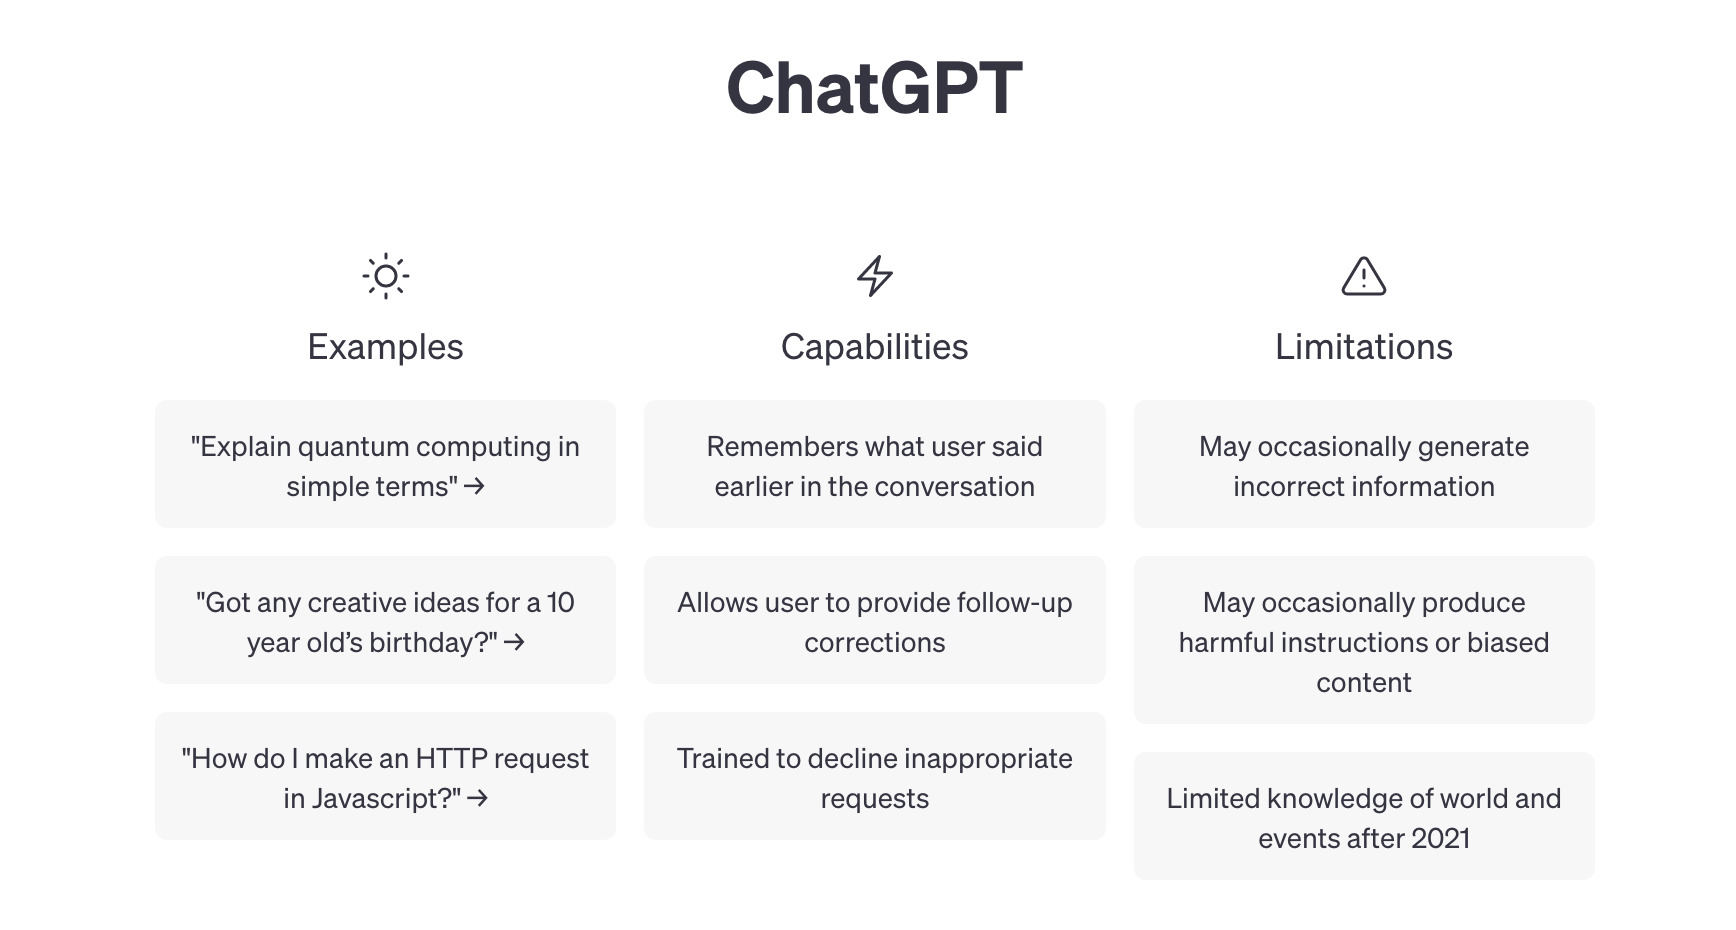 ChatGPT
Examples
"Explain quantum computing in
simple terms" →
"Got any creative ideas for a 10
year old’s birthday?" →
"How do I make an HTTP request
in Javascript?" →
Capabilities
Remembers what user said
earlier in the conversation
Allows user to provide follow-up
corrections
Trained to decline inappropriate
requests
Limitations
May occasionally generate
incorrect information
May occasionally produce
harmful instructions or biased
content
Limited knowledge of world and
events after 2021